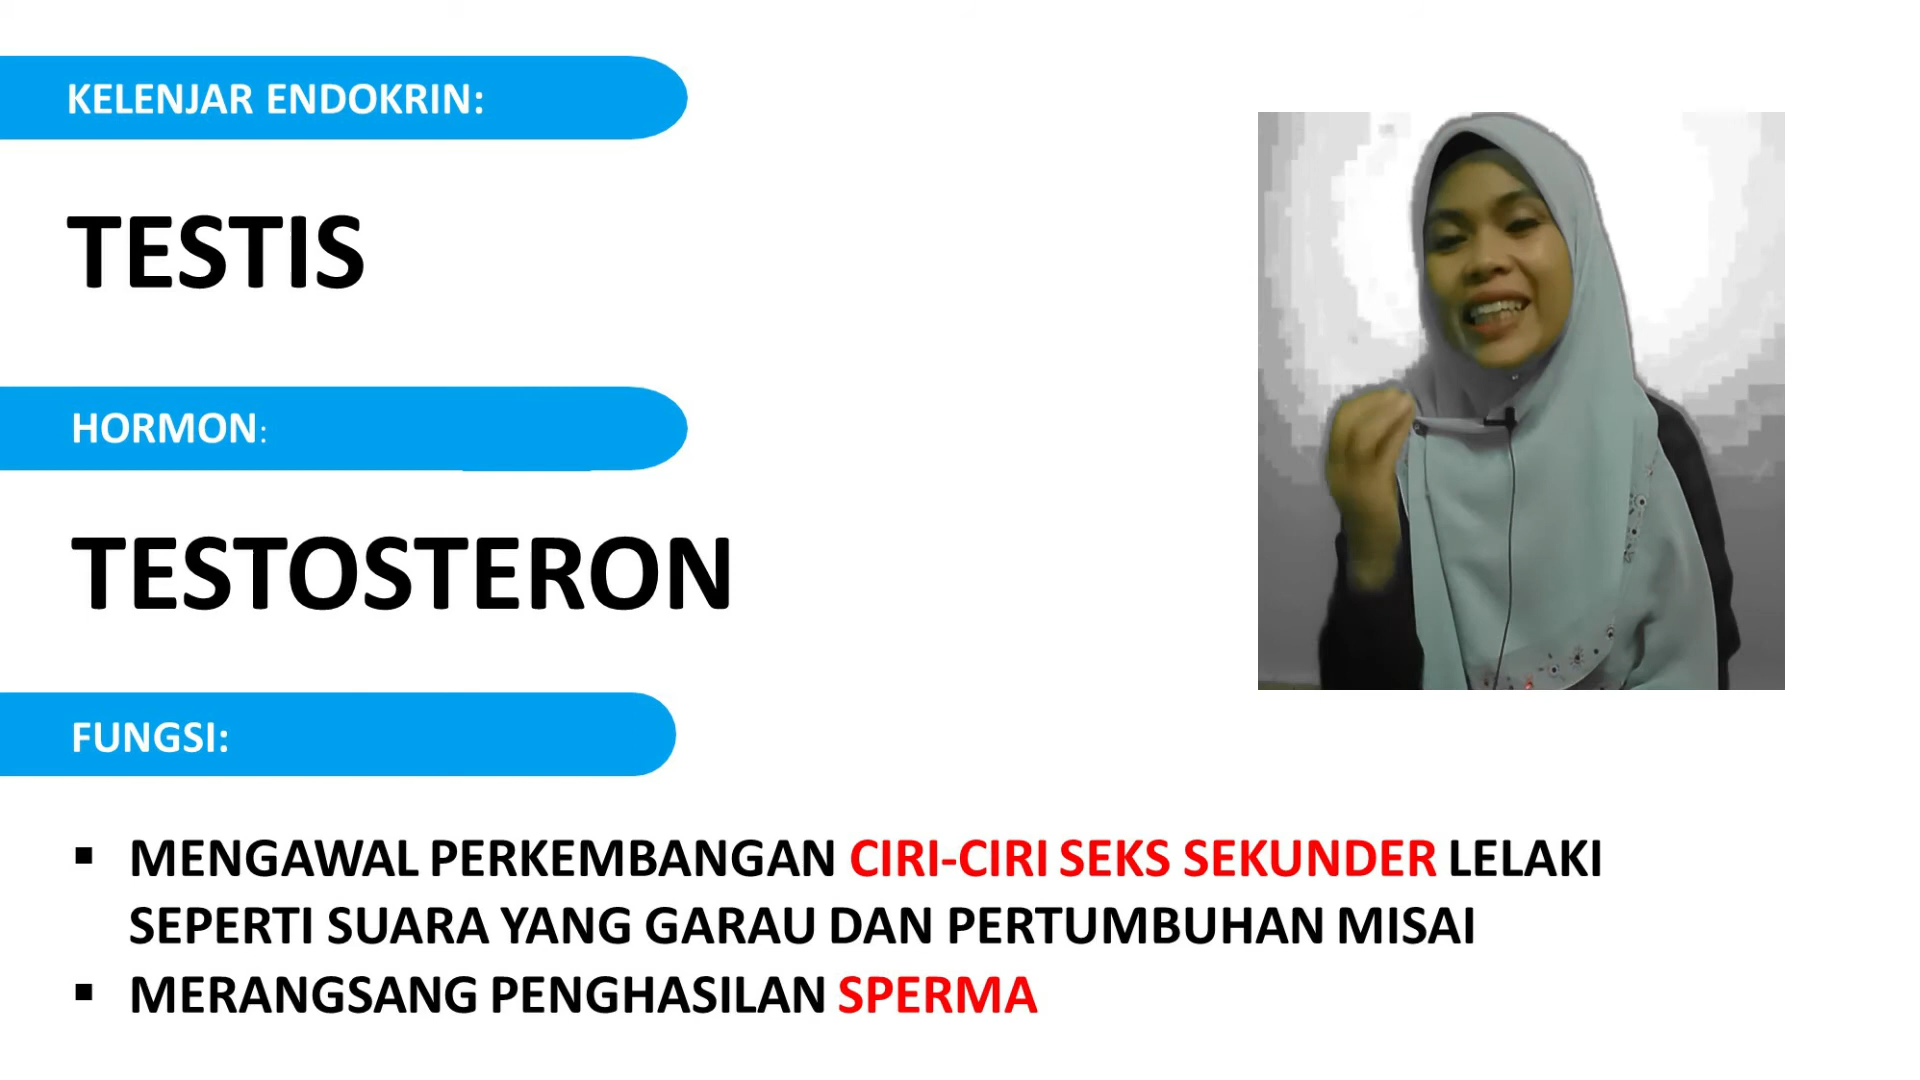 KELENJAR ENDOKRIN:
TESTIS
HORMON:
TESTOSTERON
FUNGSI:
▪ MENGAWAL PERKEMBANGAN CIRI-CIRI SEKS SEKUNDER LELAKI
SEPERTI SUARA YANG GARAU DAN PERTUMBUHAN MISAI
▪ MERANGSANG PENGHASILAN SPERMA